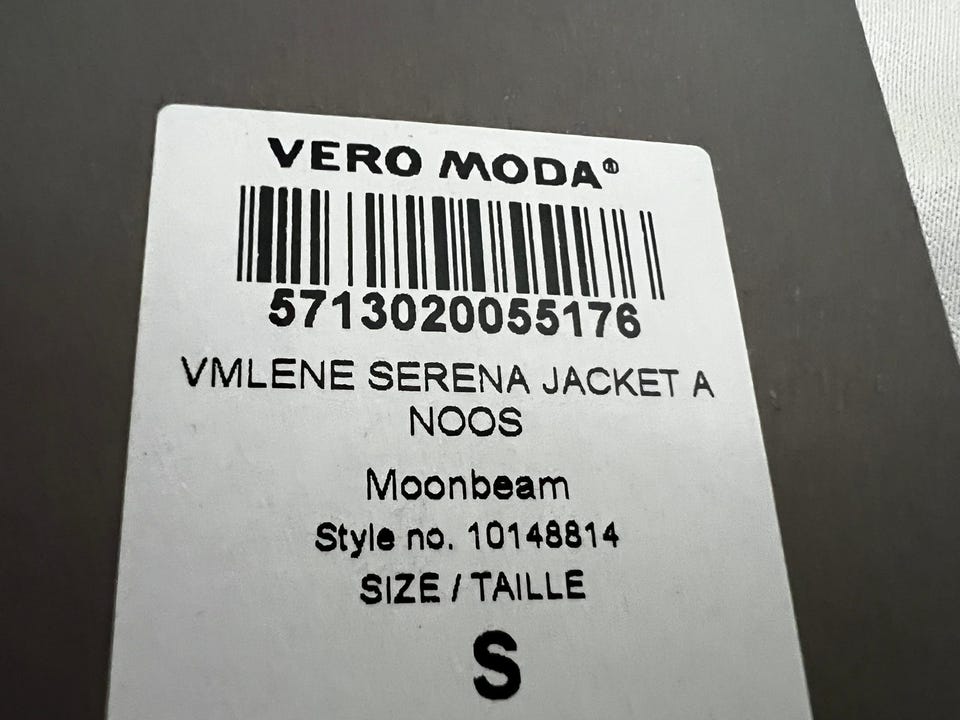 VERO MODA®
5713020055176
VMLENE SERENA JACKET A
NOOS
Moonbeam
Style no. 10148814
SIZE / TAILLE
S